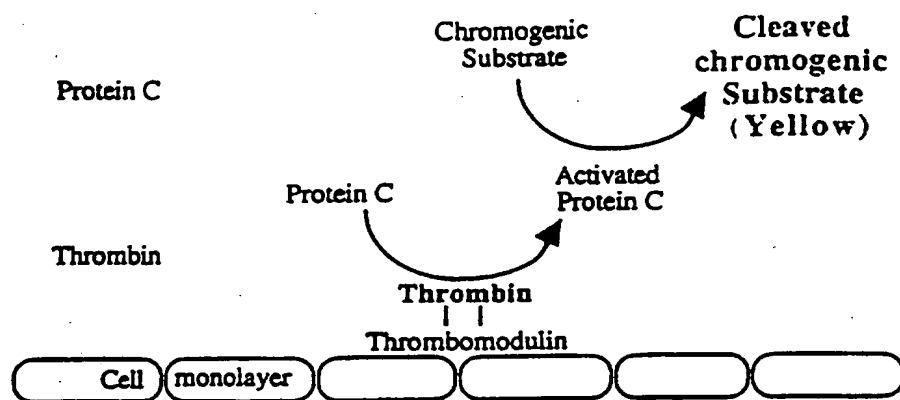 Chromogenic
Substrate
Cleaved
chromogenic
Substrate
(Yellow)
Protein C
Protein C
Activated
Protein C
Thrombin
Thrombin
Thrombomodulin
Cell monolayer